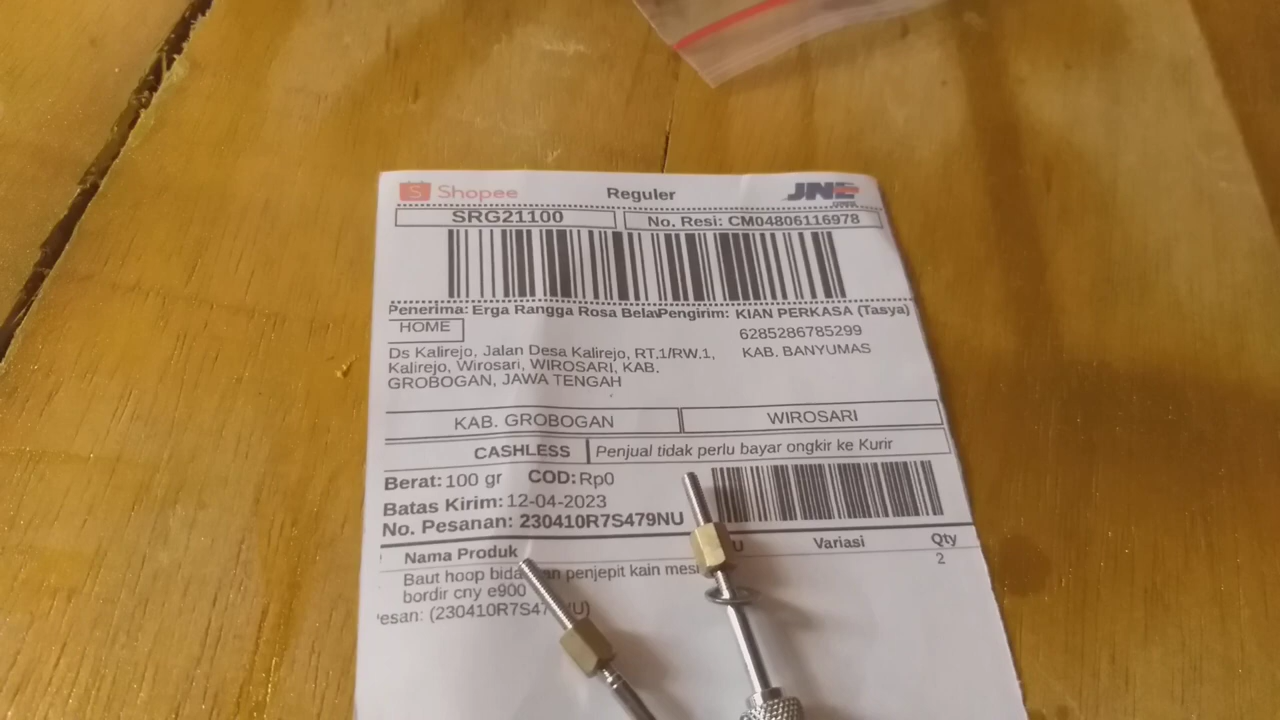 Shopee Reguler JNE
SRG21100 No. Resi: CM04806116978
Penerima: Erga Rangga Rosa Bela Pengirim: KIAN PERKASA (Tasya)
HOME 6285286785299
Ds Kalirejo, Jalan Desa Kalirejo, RT.1/RW.1, KAB. BANYUMAS
Kalirejo, Wirosari, WIROSARI, KAB.
GROBOGAN, JAWA TENGAH
KAB. GROBOGAN WIROSARI
CASHLESS Penjual tidak perlu bayar ongkir ke Kurir
Berat: 100 gr COD: Rp0
Batas Kirim: 12-04-2023
No. Pesanan: 230410R7S479NU
Nama Produk Variasi Qty
Baut hoop penjepit kain 2
bordir cny e900